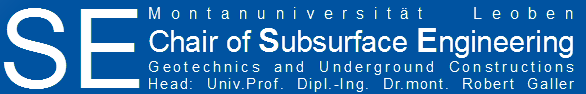 SE
Montanuniversität Leoben
Chair of Subsurface Engineering
Geotechnics and Underground Constructions
Head: Univ.Prof. Dipl.-Ing. Dr.mont. Robert Galler